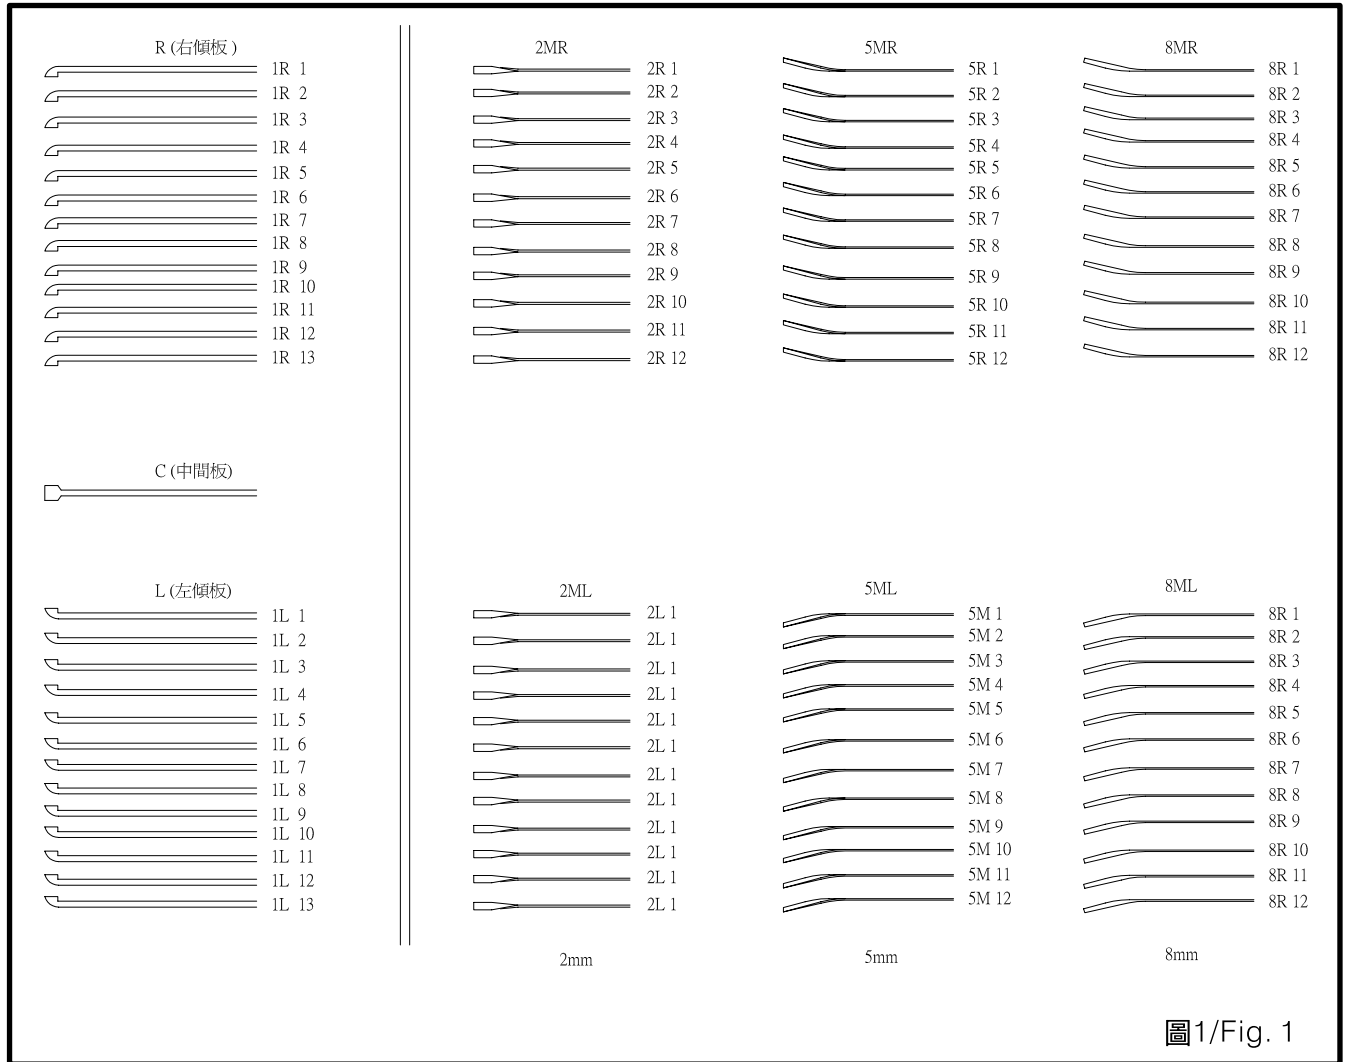 R (右傾板 )
1R 1
1R 2
1R 3
1R 4
1R 5
1R 6
1R 7
1R 8
1R 9
1R 10
1R 11
1R 12
1R 13
C (中間板)
L (左傾板)
1L 1
1L 2
1L 3
1L 4
1L 5
1L 6
1L 7
1L 8
1L 9
1L 10
1L 11
1L 12
1L 13
2MR
2R 1
2R 2
2R 3
2R 4
2R 5
2R 6
2R 7
2R 8
2R 9
2R 10
2R 11
2R 12
2ML
2L 1
2L 1
2L 1
2L 1
2L 1
2L 1
2L 1
2L 1
2L 1
2L 1
2L 1
2L 1
2mm
5MR
5R 1
5R 2
5R 3
5R 4
5R 5
5R 6
5R 7
5R 8
5R 9
5R 10
5R 11
5R 12
5ML
5M 1
5M 2
5M 3
5M 4
5M 5
5M 6
5M 7
5M 8
5M 9
5M 10
5M 11
5M 12
5mm
8MR
8R 1
8R 2
8R 3
8R 4
8R 5
8R 6
8R 7
8R 8
8R 9
8R 10
8R 11
8R 12
8ML
8R 1
8R 2
8R 3
8R 4
8R 5
8R 6
8R 7
8R 8
8R 9
8R 10
8R 11
8R 12
8mm
圖1/Fig. 1